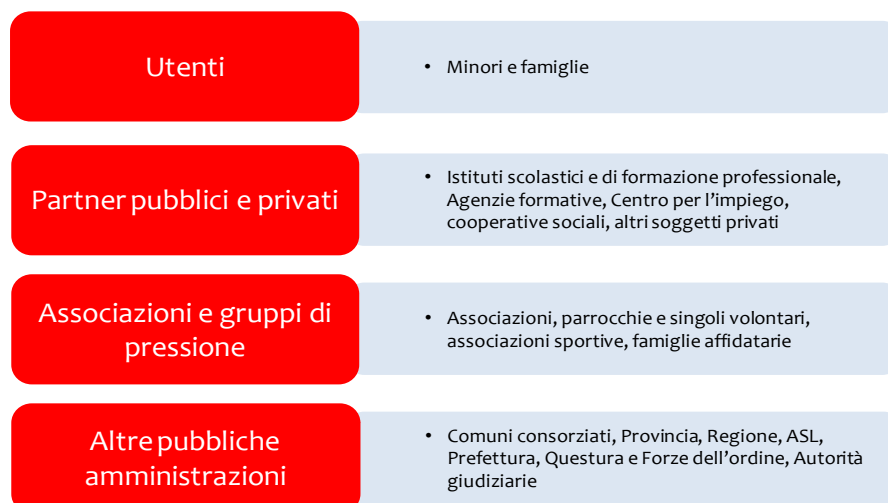 Utenti
• Minori e famiglie
Partner pubblici e privati
• Istituti scolastici e di formazione professionale,
Agenzie formative, Centro per l'impiego,
cooperative sociali, altri soggetti privati
Associazioni e gruppi di
pressione
• Associazioni, parrocchie e singoli volontari,
associazioni sportive, famiglie affidatarie
Altre pubbliche
amministrazioni
• Comuni consorziati, Provincia, Regione, ASL,
Prefettura, Questura e Forze dell'ordine, Autorità
giudiziarie